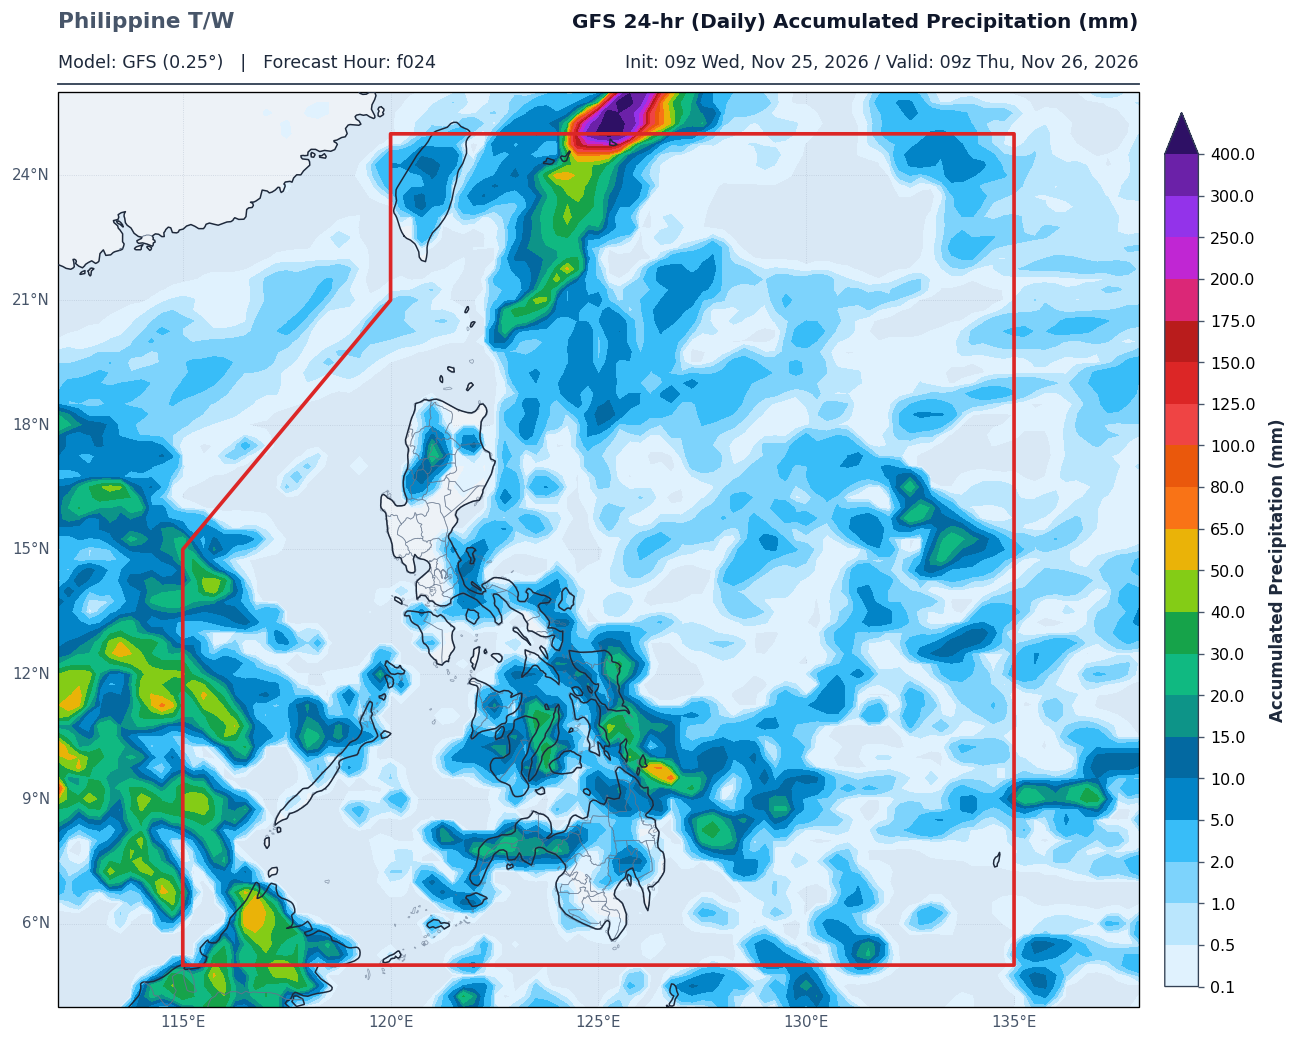 Philippine T/W
GFS 24-hr (Daily) Accumulated Precipitation (mm)
Model: GFS (0.25°) | Forecast Hour: f024
Init: 09z Wed, Nov 25, 2026 / Valid: 09z Thu, Nov 26, 2026
24°N
21°N
18°N
15°N
12°N
9°N
6°N
115°E
120°E
125°E
130°E
135°E
400.0
300.0
250.0
200.0
175.0
150.0
125.0
100.0
80.0
65.0
50.0
40.0
30.0
20.0
15.0
10.0
5.0
2.0
1.0
0.5
0.1
Accumulated Precipitation (mm)